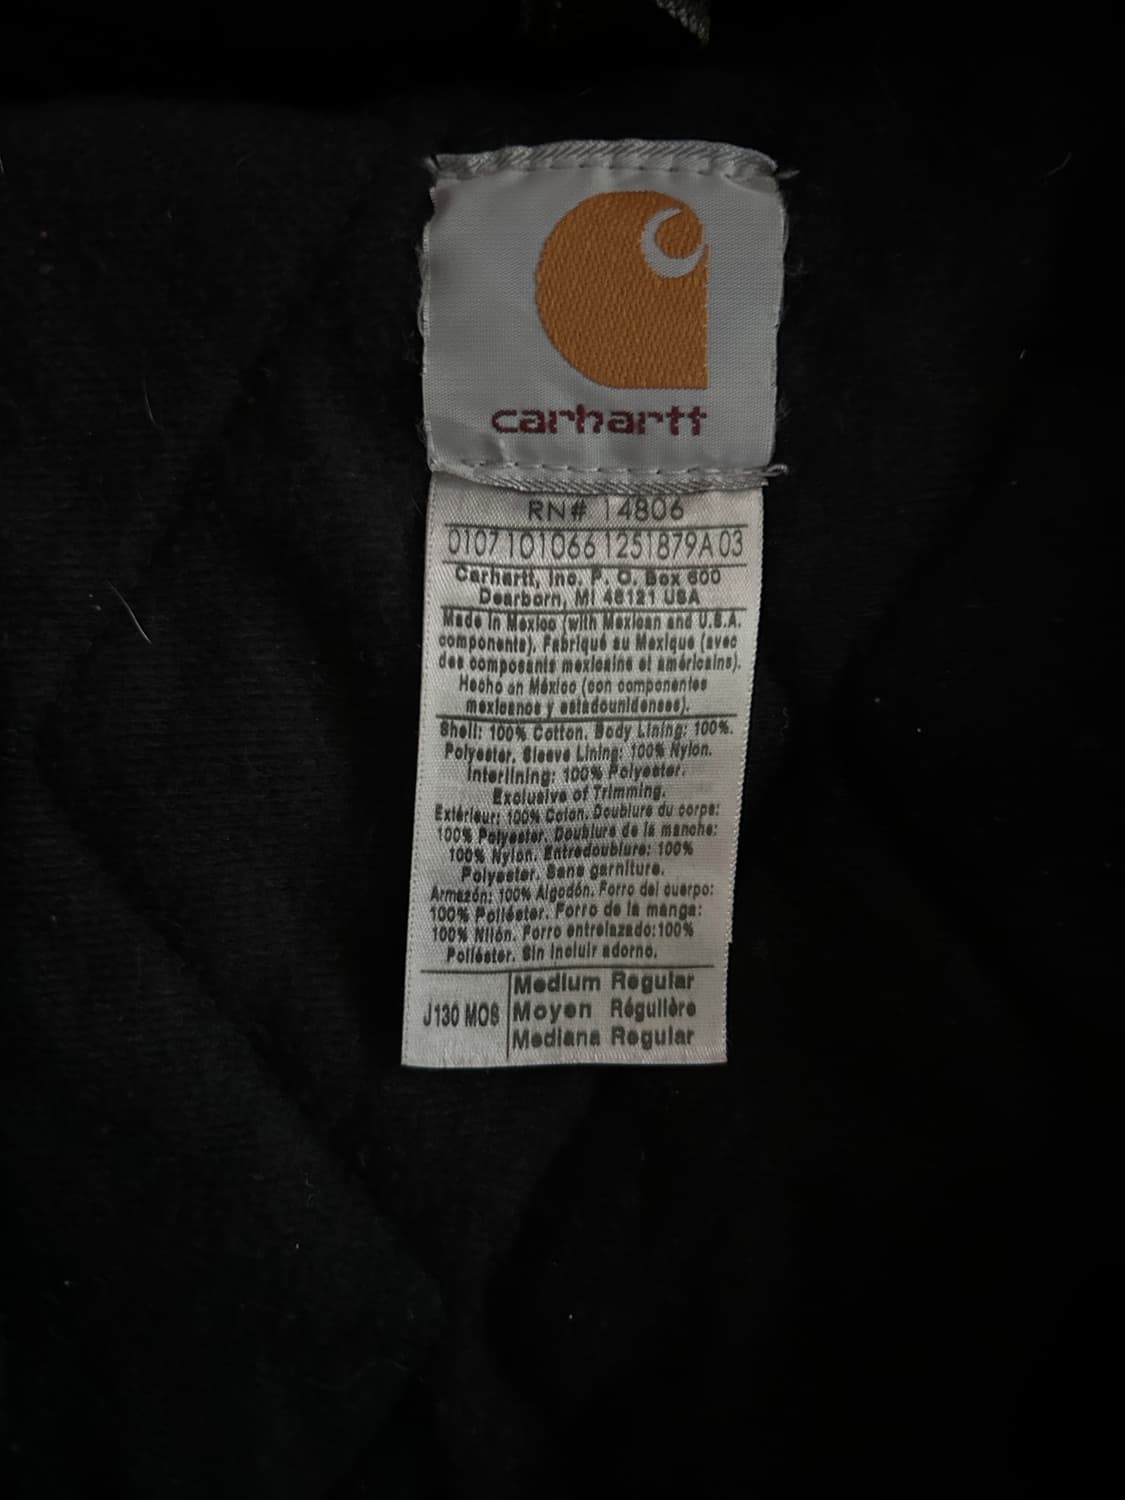 carhartt
RN# 14806
0107 101066 1251879A 03
Carhartt, Inc. P. O. Box 600
Dearborn, MI 48121 USA
Made in Mexico (with Mexican and U.S.A.
components). Fabriqué au Mexique (avec
des composants mexicains et américains).
Hecho en México (con componentes
mexicanos y estadounidenses).
Shell: 100% Cotton. Body Lining: 100%.
Polyester. Sleeve Lining: 100% Nylon.
Interlining: 100% Polyester.
Exclusive of Trimming.
Extérieur: 100% Coton. Doublure du corps:
100% Polyester. Doublure de la manche:
100% Nylon. Entredoublure: 100%
Polyester. Sans garniture.
Armazón: 100% Algodón. Forro del cuerpo:
100% Poliéster. Forro de la manga:
100% Nilón. Forro entrelazado:100%
Poliéster. Sin incluir adorno.
J130 MOS
Medium Regular
Moyen Régulière
Mediana Regular